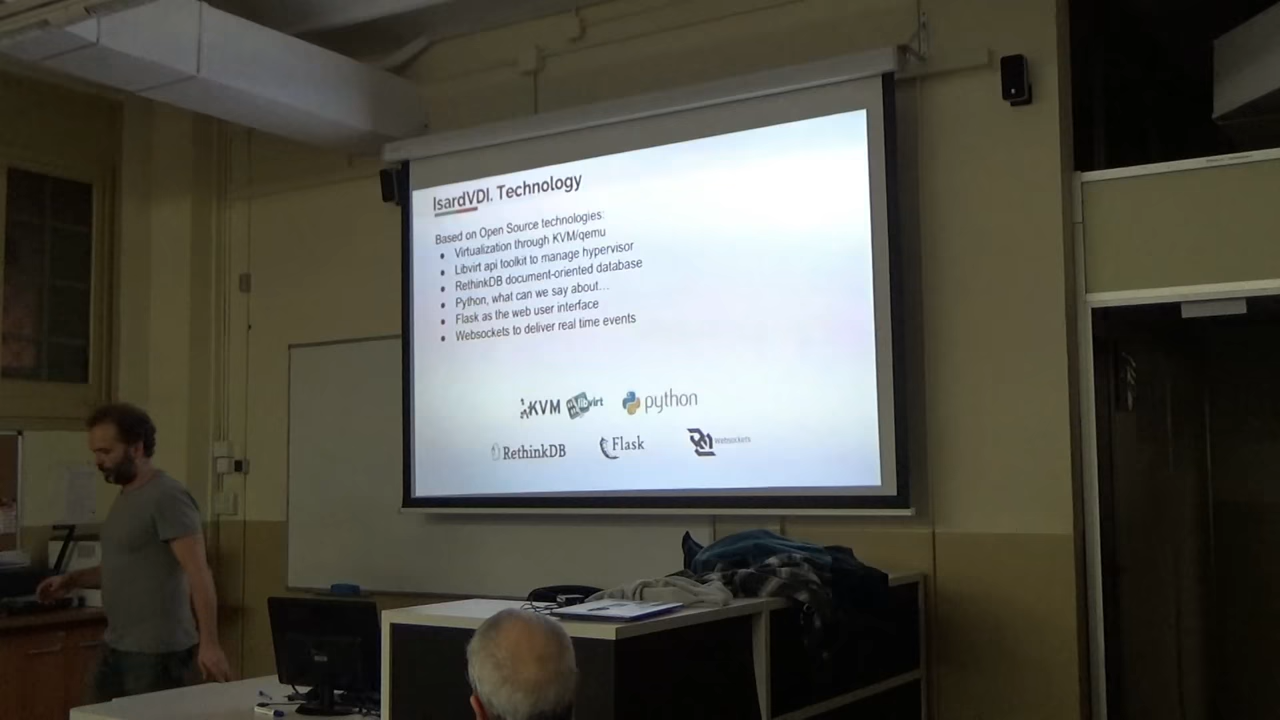 IsardVDI. Technology
Based on Open Source technologies:
● Virtualization through KVM/qemu
● Libvirt api toolkit to manage hypervisor
● RethinkDB document-oriented database
● Python, what can we say about...
● Flask as the web user interface
● Websockets to deliver real time events
KVM libvirt python
RethinkDB Flask Websockets